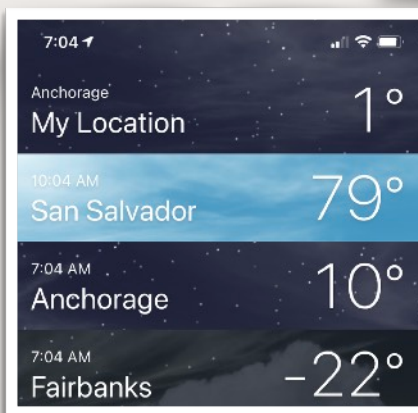 7:04
Anchorage
My Location
1°
10:04 AM
San Salvador
79°
7:04 AM
Anchorage
10°
7:04 AM
Fairbanks
-22°